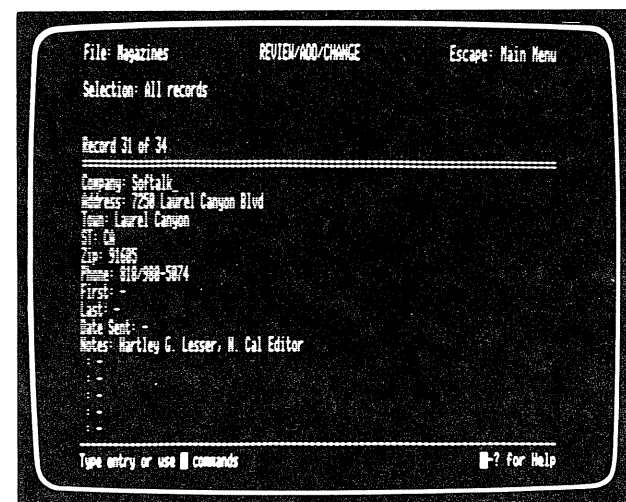 File: Magazines REVIEW/ADD/CHANGE Escape: Main Menu
Selection: All records
Record 31 of 34
Company: Softalk_
Address: 7250 Laurel Canyon Blvd
Town: Laurel Canyon
ST: CA
Zip: 91605
Phone: 818/980-5074
First: -
Last: -
Date Sent: -
Notes: Hartley G. Lesser, N. Cal Editor
: -
: -
: -
: -
: -
Type entry or use commands -? for Help